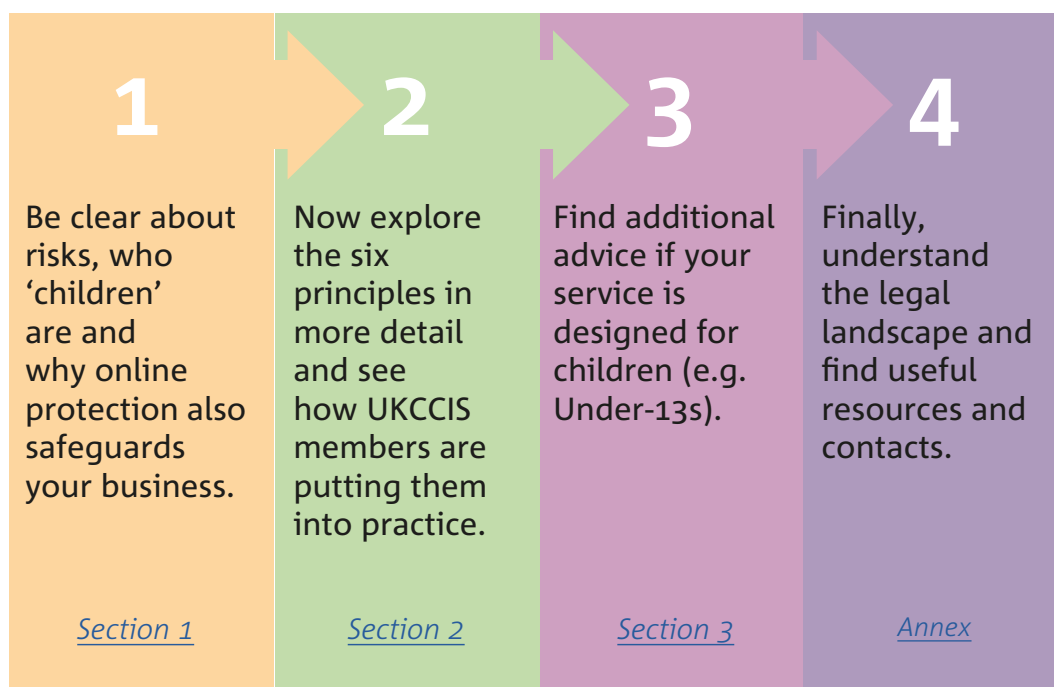 1
Be clear about
risks, who
‘children’
are and
why online
protection also
safeguards
your business.
Section 1
2
Now explore
the six
principles in
more detail
and see
how UKCCIS
members are
putting them
into practice.
Section 2
3
Find additional
advice if your
service is
designed for
children (e.g.
Under-13s).
Section 3
4
Finally,
understand
the legal
landscape and
find useful
resources and
contacts.
Annex